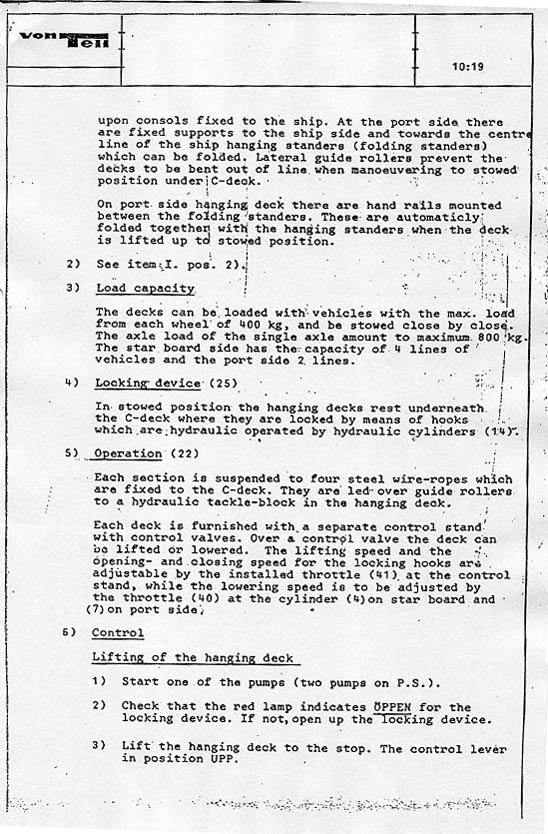 von
Tell
10:19
upon consols fixed to the ship. At the port side there
are fixed supports to the ship side and towards the centre
line of the ship hanging standers (folding standers)
which can be folded. Lateral guide rollers prevent the
decks to be bent out of line when manoeuvering to stowed
position under C-deck.
On port side hanging deck there are hand rails mounted
between the folding standers. These are automaticly
folded together with the hanging standers when the deck
is lifted up to stowed position.
2) See item I. pos. 2).
3) Load capacity
The decks can be loaded with vehicles with the max. load
from each wheel of 400 kg, and be stowed close by close.
The axle load of the single axle amount to maximum 800 kg.
The star board side has the capacity of 4 lines of
vehicles and the port side 2 lines.
4) Locking device (25)
In stowed position the hanging decks rest underneath
the C-deck where they are locked by means of hooks
which are hydraulic operated by hydraulic cylinders (14).
5) Operation (22)
Each section is suspended to four steel wire-ropes which
are fixed to the C-deck. They are led over guide rollers
to a hydraulic tackle-block in the hanging deck.
Each deck is furnished with a separate control stand
with control valves. Over a control valve the deck can
be lifted or lowered. The lifting speed and the
opening- and closing speed for the locking hooks are
adjustable by the installed throttle (41) at the control
stand, while the lowering speed is to be adjusted by
the throttle (40) at the cylinder (4)on star board and
(7)on port side.
6) Control
Lifting of the hanging deck
1) Start one of the pumps (two pumps on P.S.).
2) Check that the red lamp indicates ÖPPEN for the
locking device. If not, open up the locking device.
3) Lift the hanging deck to the stop. The control lever
in position UPP.